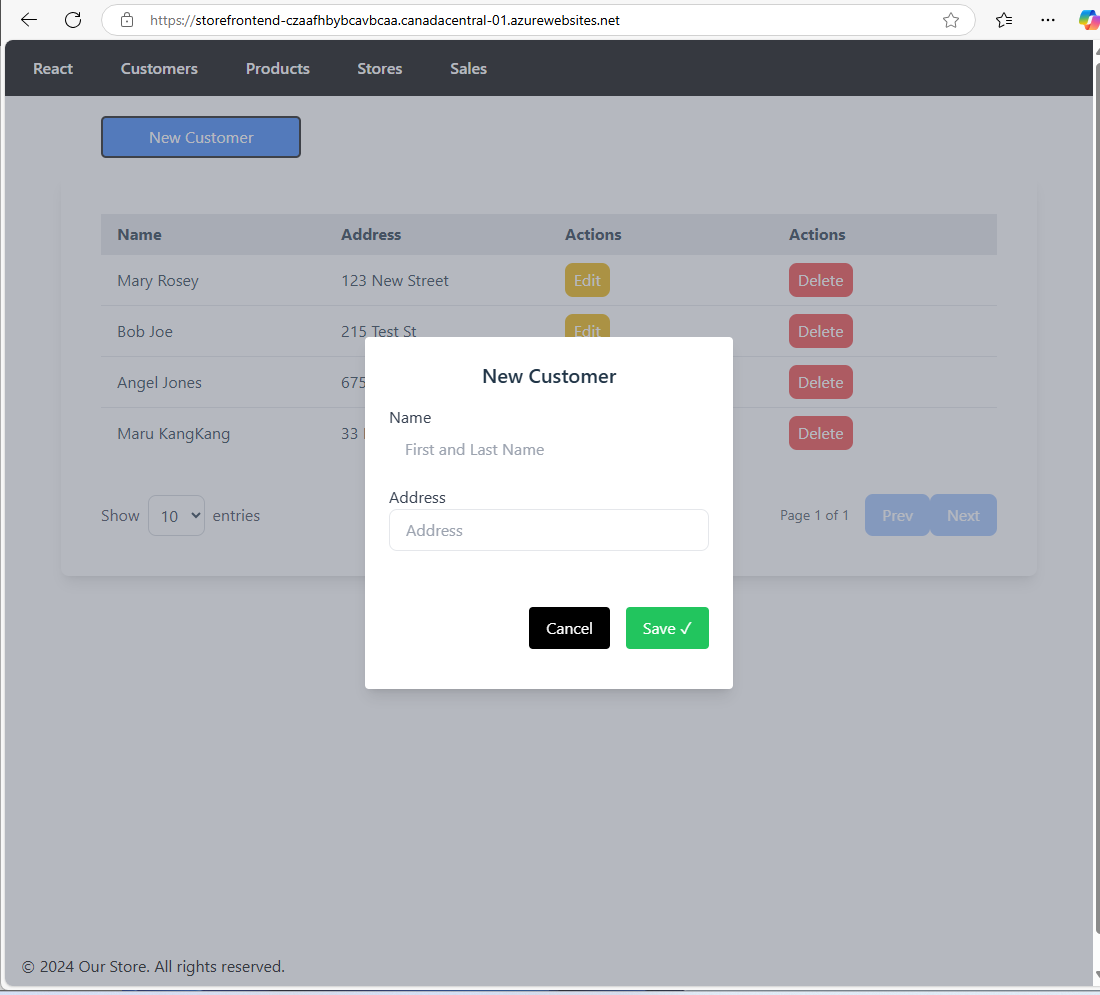 https://storefrontend-czaafhbybcavbcaa.canadacentral-01.azurewebsites.net
React Customers Products Stores Sales
New Customer
Name Address Actions Actions
Mary Rosey 123 New Street Edit Delete
Bob Joe 215 Test St Edit Delete
Angel Jones 675 Delete
Maru KangKang 33 Delete
New Customer
Name
First and Last Name
Address
Address
Cancel Save ✓
Show 10 entries Page 1 of 1 Prev Next
© 2024 Our Store. All rights reserved.